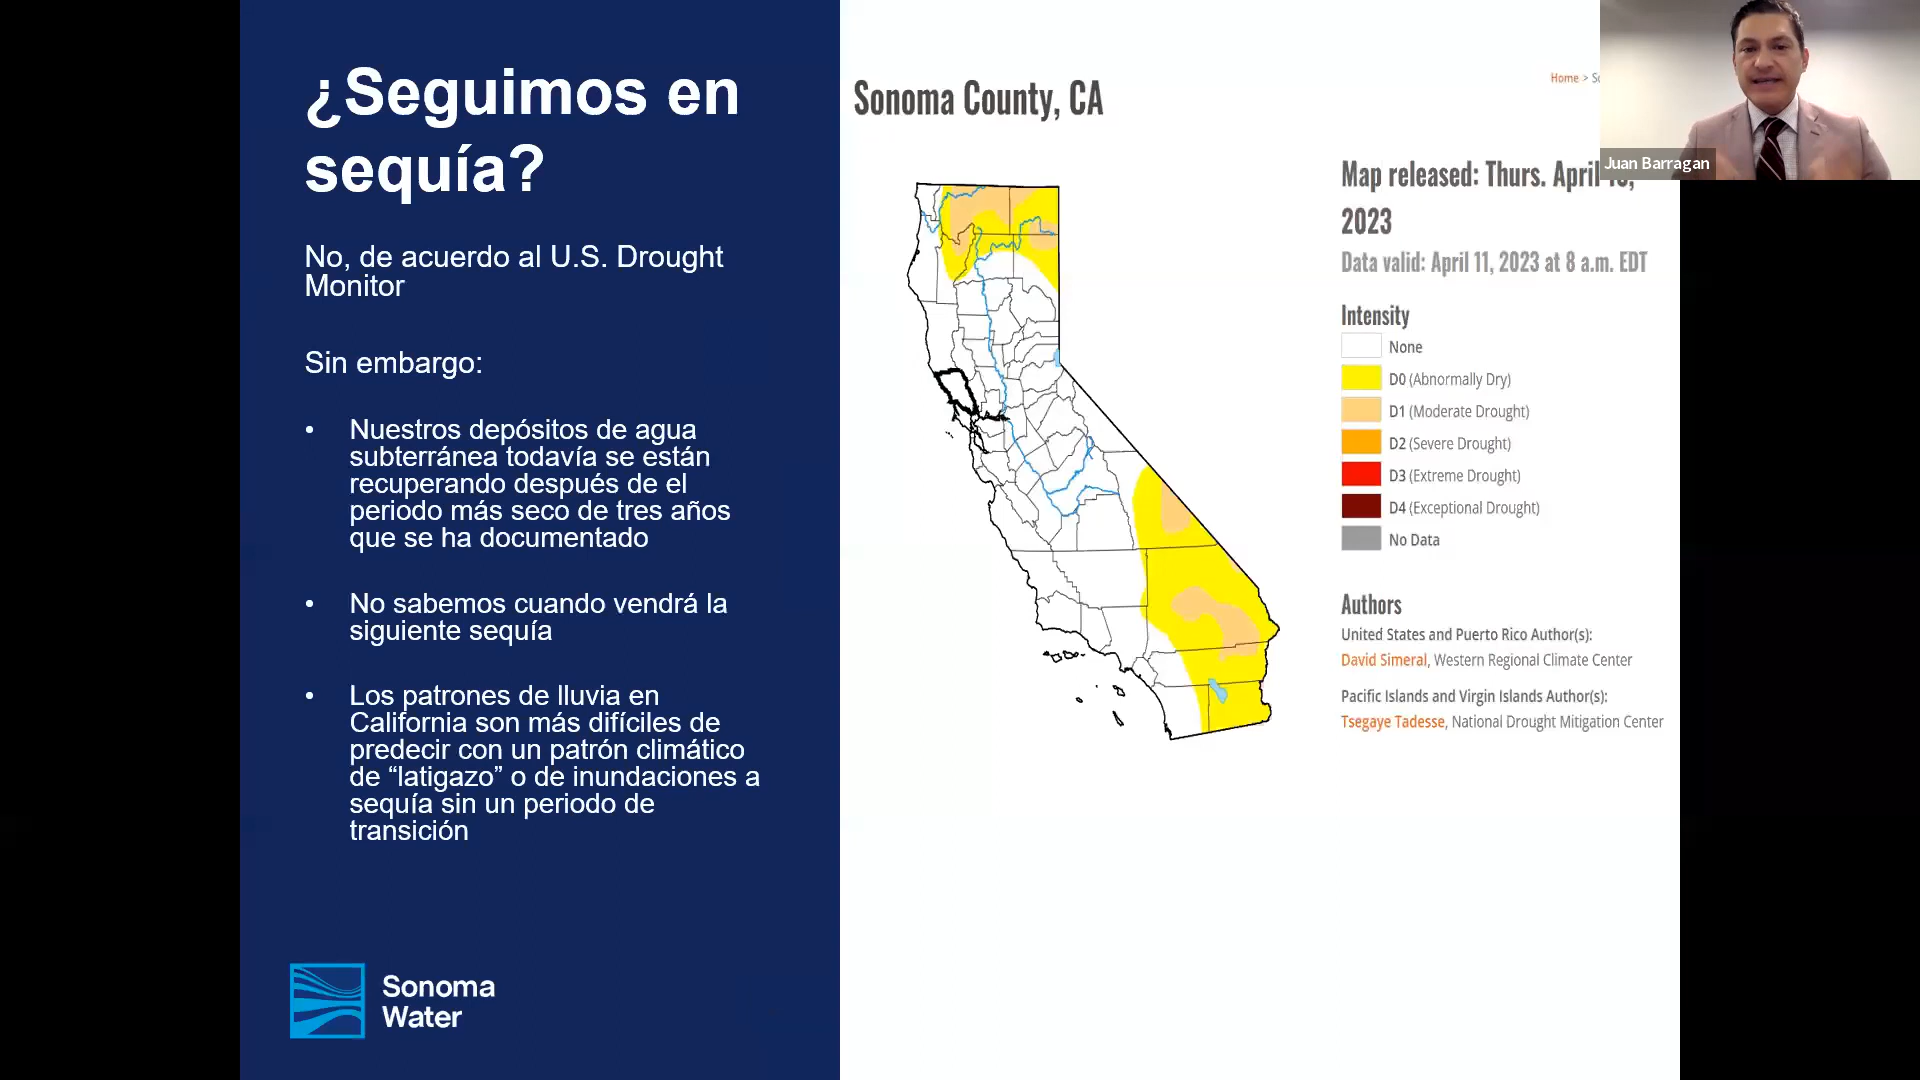 ¿Seguimos en
sequía?
No, de acuerdo al U.S. Drought
Monitor
Sin embargo:
• Nuestros depósitos de agua
subterránea todavía se están
recuperando después de el
periodo más seco de tres años
que se ha documentado
• No sabemos cuando vendrá la
siguiente sequía
• Los patrones de lluvia en
California son más difíciles de
predecir con un patrón climático
de “latigazo” o de inundaciones a
sequía sin un periodo de
transición
Sonoma
Water
Sonoma County, CA
Home >
Juan Barragan
Map released: Thurs. April
2023
Data valid: April 11, 2023 at 8 a.m. EDT
Intensity
None
D0 (Abnormally Dry)
D1 (Moderate Drought)
D2 (Severe Drought)
D3 (Extreme Drought)
D4 (Exceptional Drought)
No Data
Authors
United States and Puerto Rico Author(s):
David Simeral, Western Regional Climate Center
Pacific Islands and Virgin Islands Author(s):
Tsegaye Tadesse, National Drought Mitigation Center